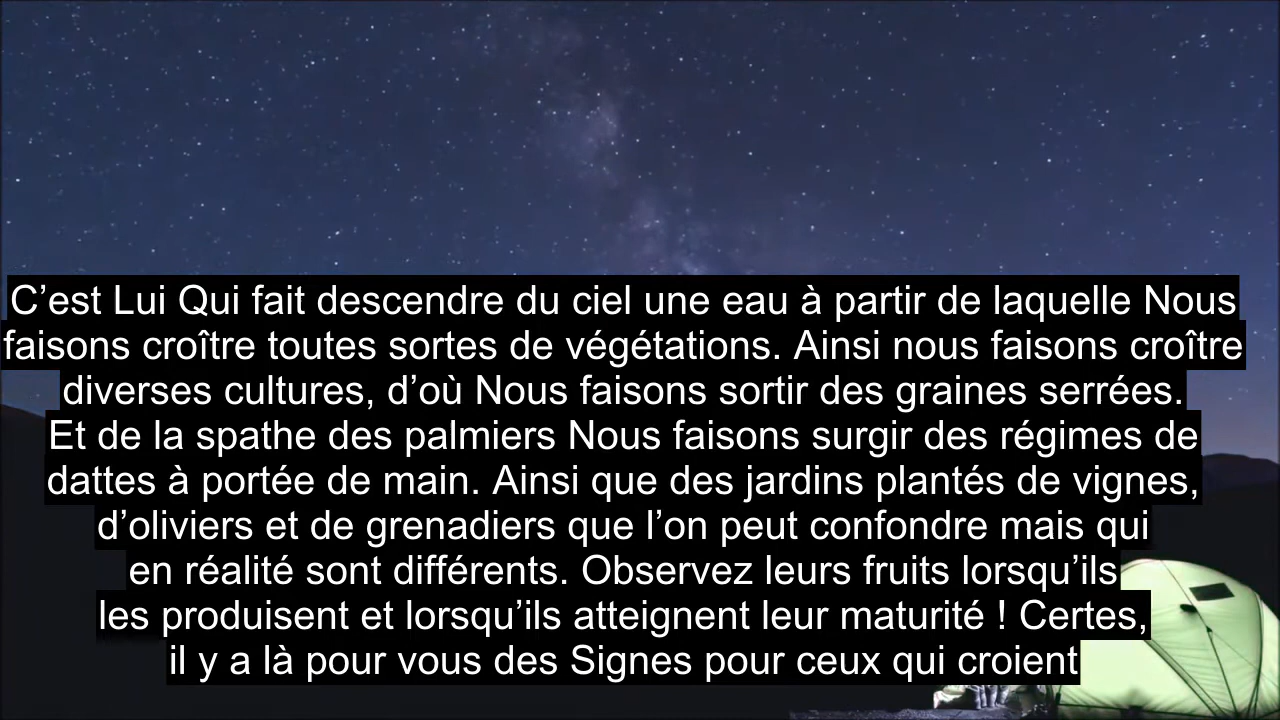 C’est Lui Qui fait descendre du ciel une eau à partir de laquelle Nous
faisons croître toutes sortes de végétations. Ainsi nous faisons croître
diverses cultures, d’où Nous faisons sortir des graines serrées.
Et de la spathe des palmiers Nous faisons surgir des régimes de
dattes à portée de main. Ainsi que des jardins plantés de vignes,
d’oliviers et de grenadiers que l’on peut confondre mais qui
en réalité sont différents. Observez leurs fruits lorsqu’ils
les produisent et lorsqu’ils atteignent leur maturité ! Certes,
il y a là pour vous des Signes pour ceux qui croient